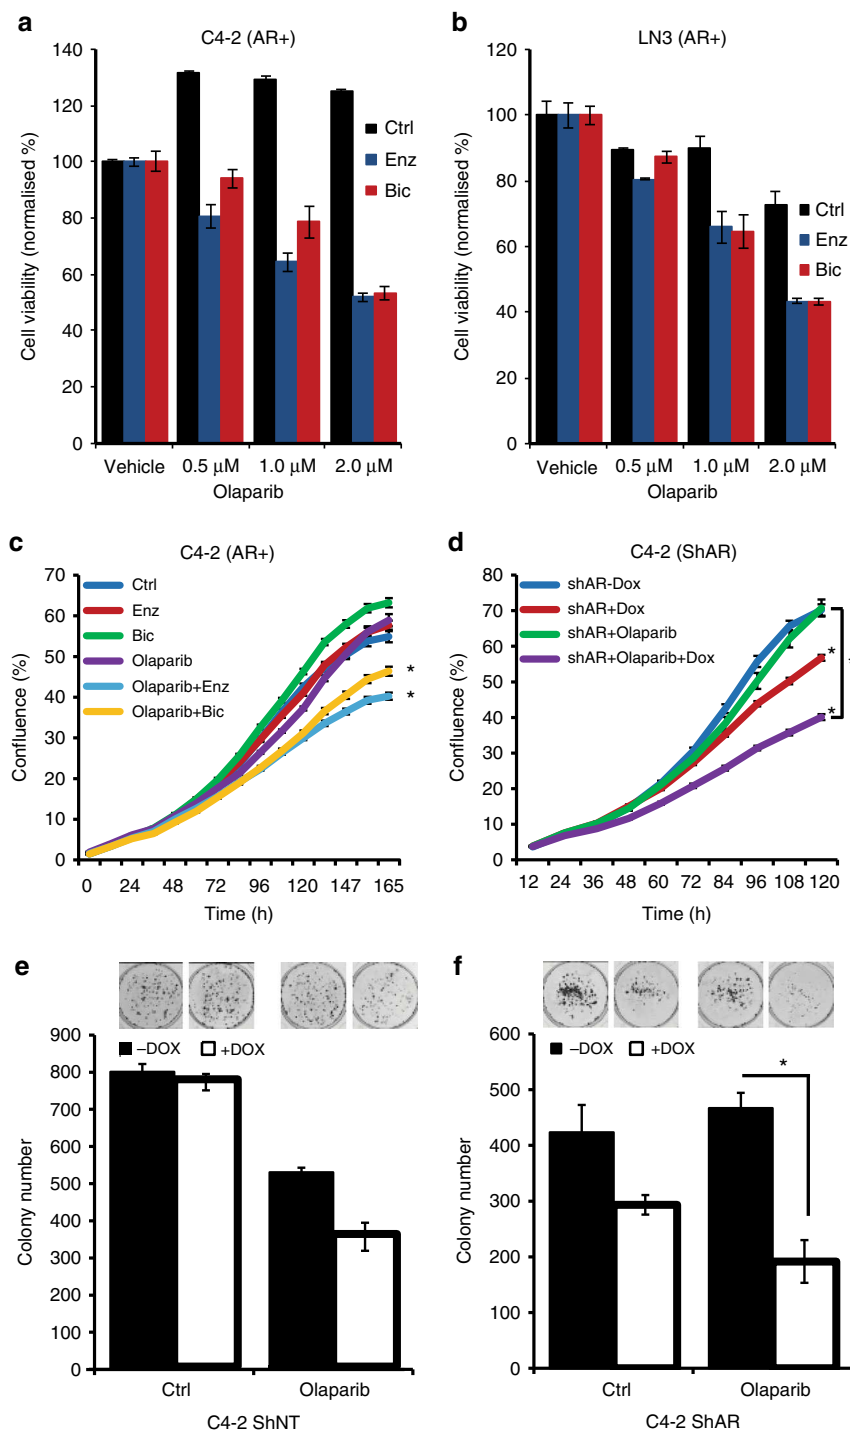 a
C4-2 (AR+)
Cell viability (normalised %)
140
120
100
80
60
40
20
0
Ctrl
Enz
Bic
Vehicle 0.5 μM 1.0 μM 2.0 μM
Olaparib
b
LN3 (AR+)
Cell viability (normalised %)
120
100
80
60
40
20
0
Ctrl
Enz
Bic
Vehicle 0.5 μM 1.0 μM 2.0 μM
Olaparib
c
C4-2 (AR+)
Confluence (%)
70
60
50
40
30
20
10
0
Ctrl
Enz
Bic
Olaparib
Olaparib+Enz
Olaparib+Bic
*
*
0 24 48 72 96 120 147 165
Time (h)
d
C4-2 (ShAR)
Confluence (%)
80
70
60
50
40
30
20
10
0
shAR-Dox
shAR+Dox
shAR+Olaparib
shAR+Olaparib+Dox
*
*
12 24 36 48 60 72 84 96 108 120
Time (h)
e
Colony number
900
800
700
600
500
400
300
200
100
0
–DOX +DOX
Ctrl Olaparib
C4-2 ShNT
f
Colony number
600
500
400
300
200
100
0
–DOX +DOX
*
Ctrl Olaparib
C4-2 ShAR